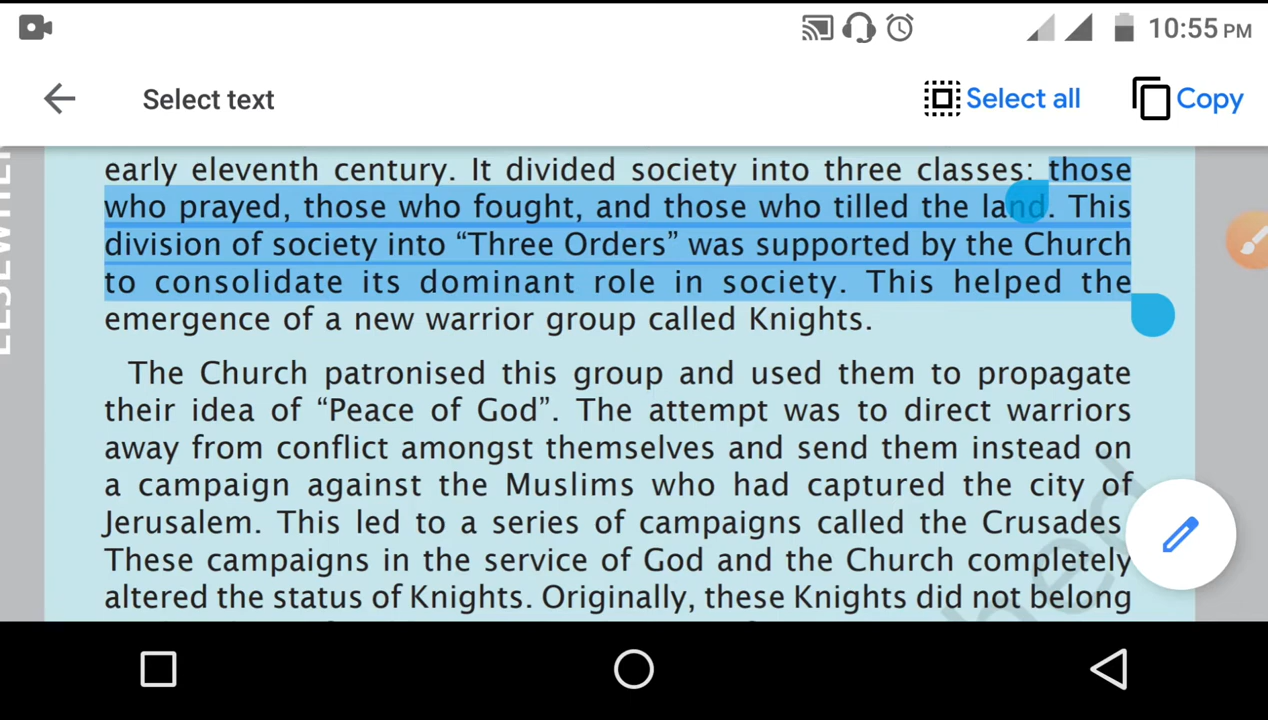 10:55 PM
Select text
Select all
Copy
early eleventh century. It divided society into three classes: those
who prayed, those who fought, and those who tilled the land. This
division of society into “Three Orders” was supported by the Church
to consolidate its dominant role in society. This helped the
emergence of a new warrior group called Knights.
The Church patronised this group and used them to propagate
their idea of “Peace of God”. The attempt was to direct warriors
away from conflict amongst themselves and send them instead on
a campaign against the Muslims who had captured the city of
Jerusalem. This led to a series of campaigns called the Crusades
These campaigns in the service of God and the Church completely
altered the status of Knights. Originally, these Knights did not belong